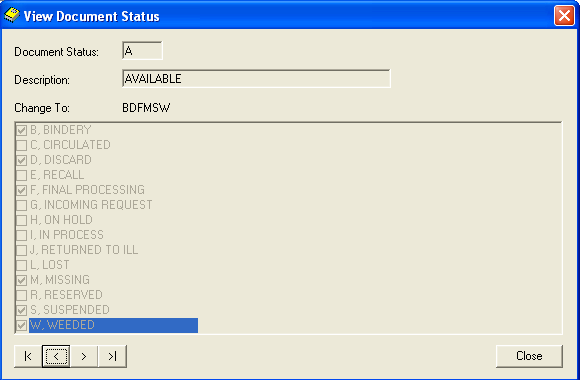 View Document Status
Document Status: A
Description: AVAILABLE
Change To: BDFMSW
B, BINDERY
C, CIRCULATED
D, DISCARD
E, RECALL
F, FINAL PROCESSING
G, INCOMING REQUEST
H, ON HOLD
I, IN PROCESS
J, RETURNED TO ILL
L, LOST
M, MISSING
R, RESERVED
S, SUSPENDED
W, WEEDED
|< < > >| Close